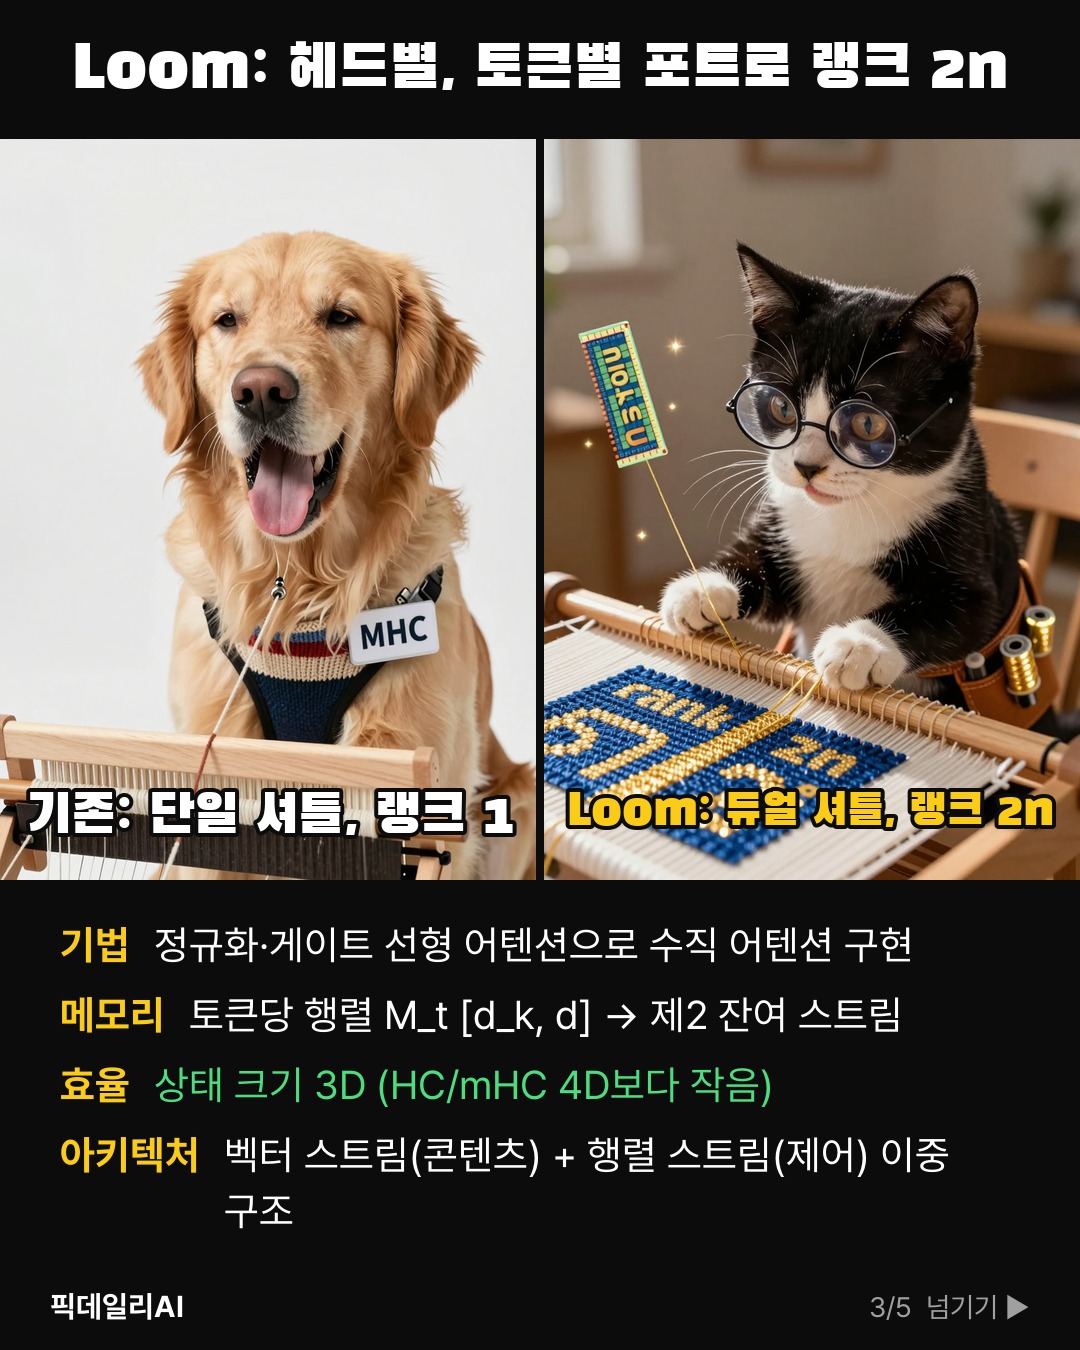 Loom: 헤드별, 토큰별 포트로 랭크 2n
MHC
rank
2n
기존: 단일 셔틀, 랭크 1
Loom: 듀얼 셔틀, 랭크 2n
기법 정규화·게이트 선형 어텐션으로 수직 어텐션 구현
메모리 토큰당 행렬 M_t [d_k, d] → 제2 잔여 스트림
효율 상태 크기 3D (HC/mHC 4D보다 작음)
아키텍처 벡터 스트림(콘텐츠) + 행렬 스트림(제어) 이중
구조
픽데일리AI
3/5 넘기기 ▶